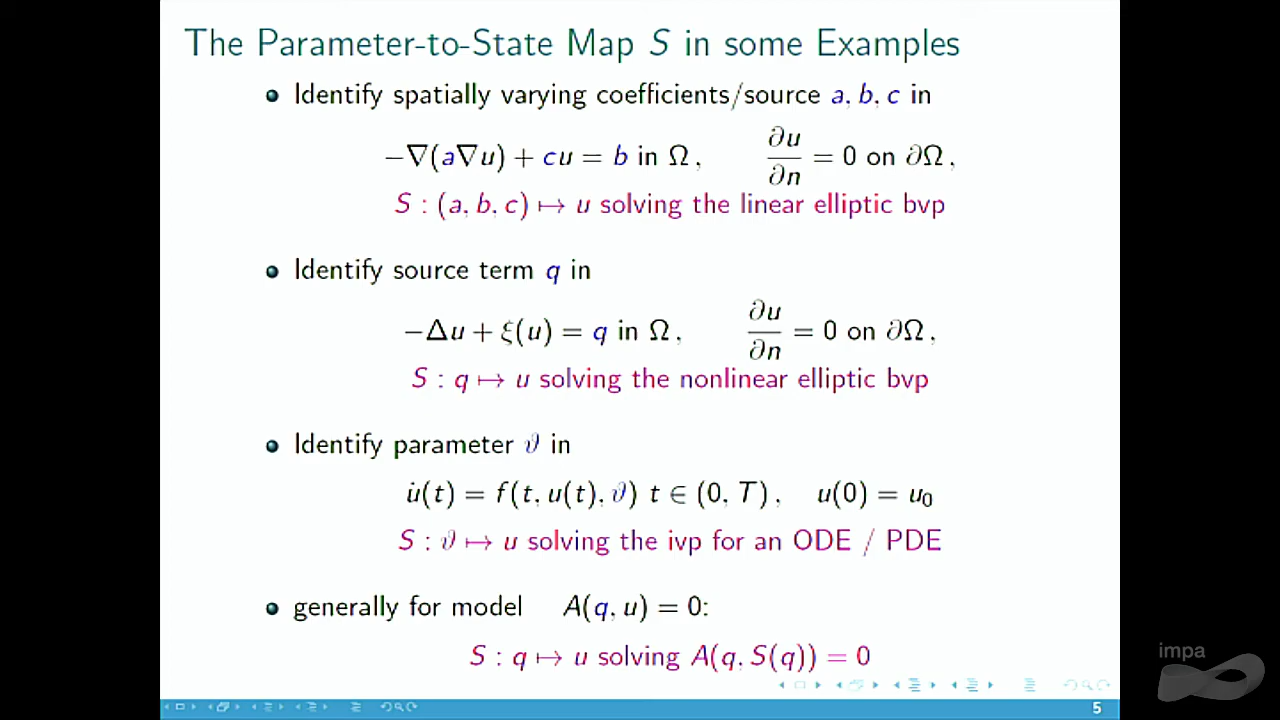 The Parameter-to-State Map S in some Examples
Identify spatially varying coefficients/source a, b, c in
−∇(a∇u) + cu = b in Ω , ∂u/∂n = 0 on ∂Ω ,
S : (a, b, c) ↦ u solving the linear elliptic bvp
Identify source term q in
−Δu + ξ(u) = q in Ω , ∂u/∂n = 0 on ∂Ω ,
S : q ↦ u solving the nonlinear elliptic bvp
Identify parameter ϑ in
u̇(t) = f(t, u(t), ϑ) t ∈ (0, T) , u(0) = u₀
S : ϑ ↦ u solving the ivp for an ODE / PDE
generally for model A(q, u) = 0:
S : q ↦ u solving A(q, S(q)) = 0
impa
5